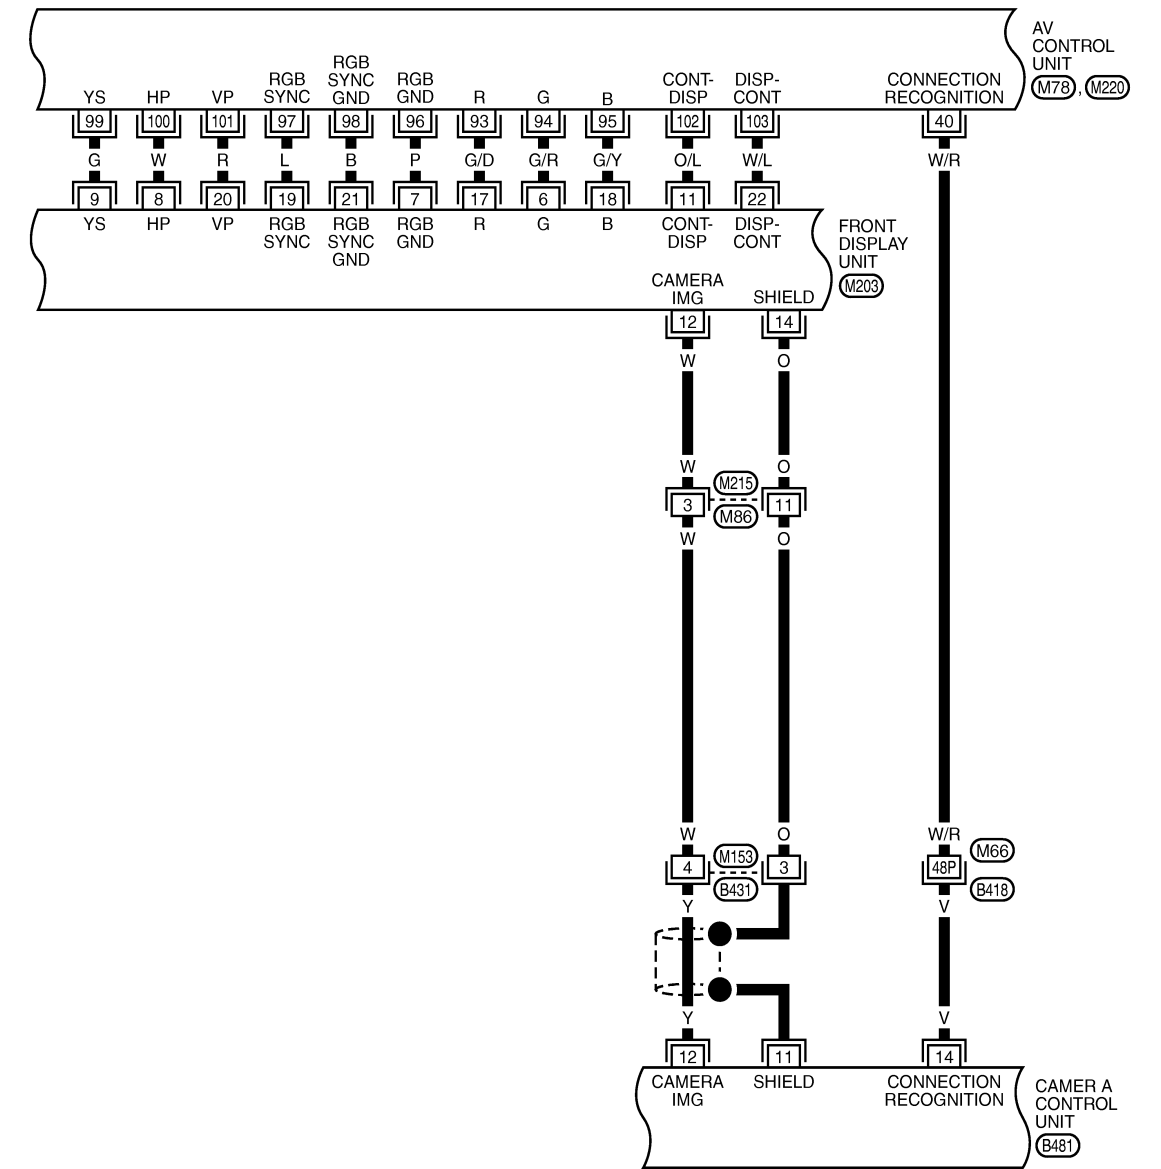 AV
CONTROL
UNIT
M78, M220
YS
HP
VP
RGB
SYNC
RGB
SYNC
GND
RGB
GND
R
G
B
CONT-
DISP
DISP-
CONT
CONNECTION
RECOGNITION
99 100 101 97 98 96 93 94 95 102 103 40
G W R L B P G/D G/R G/Y O/L W/L W/R
9 8 20 19 21 7 17 6 18 11 22
YS
HP
VP
RGB
SYNC
RGB
SYNC
GND
RGB
GND
R
G
B
CONT-
DISP
DISP-
CONT
FRONT
DISPLAY
UNIT
M203
CAMERA
IMG
SHIELD
12 14
W O
W O
M215
3 11
M86
W O
W O W/R
M153
M66
4 3 48P
B431
B418
Y V
Y V
12 11 14
CAMERA
IMG
SHIELD
CONNECTION
RECOGNITION
CAMER A
CONTROL
UNIT
B481